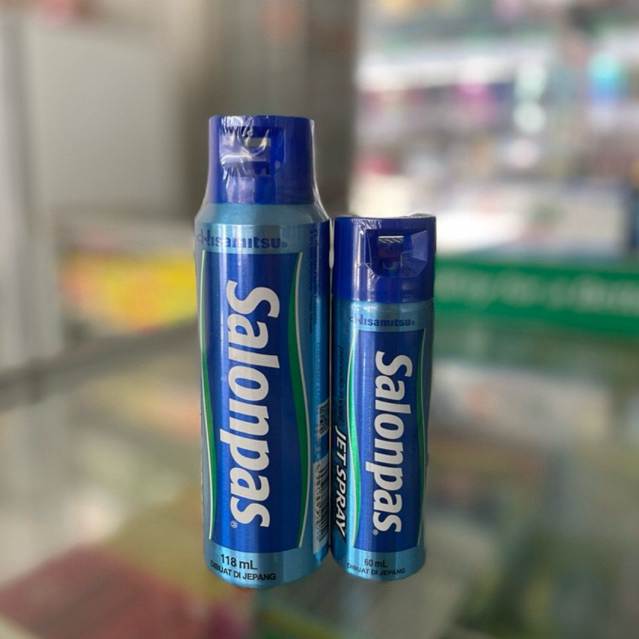 Hisamitsu®
Salonpas®
118 mL
DIBUAT DI JEPANG
Hisamitsu®
Salonpas®
JET SPRAY
60 mL
DIBUAT DI JEPANG